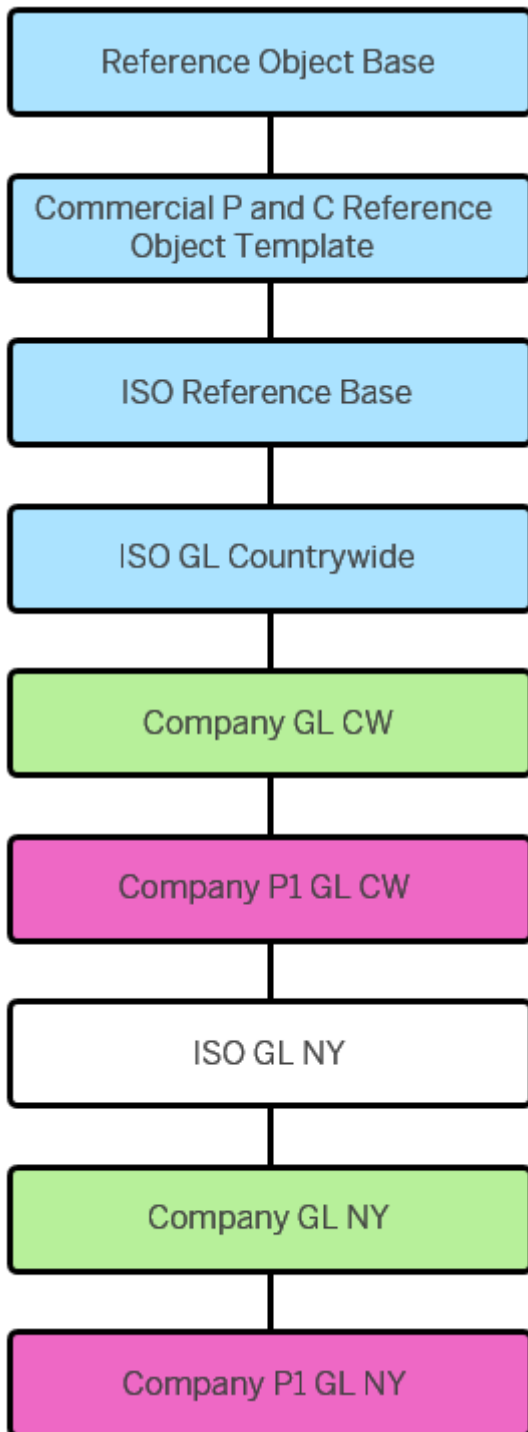 Reference Object Base
Commercial P and C Reference
Object Template
ISO Reference Base
ISO GL Countrywide
Company GL CW
Company P1 GL CW
ISO GL NY
Company GL NY
Company P1 GL NY